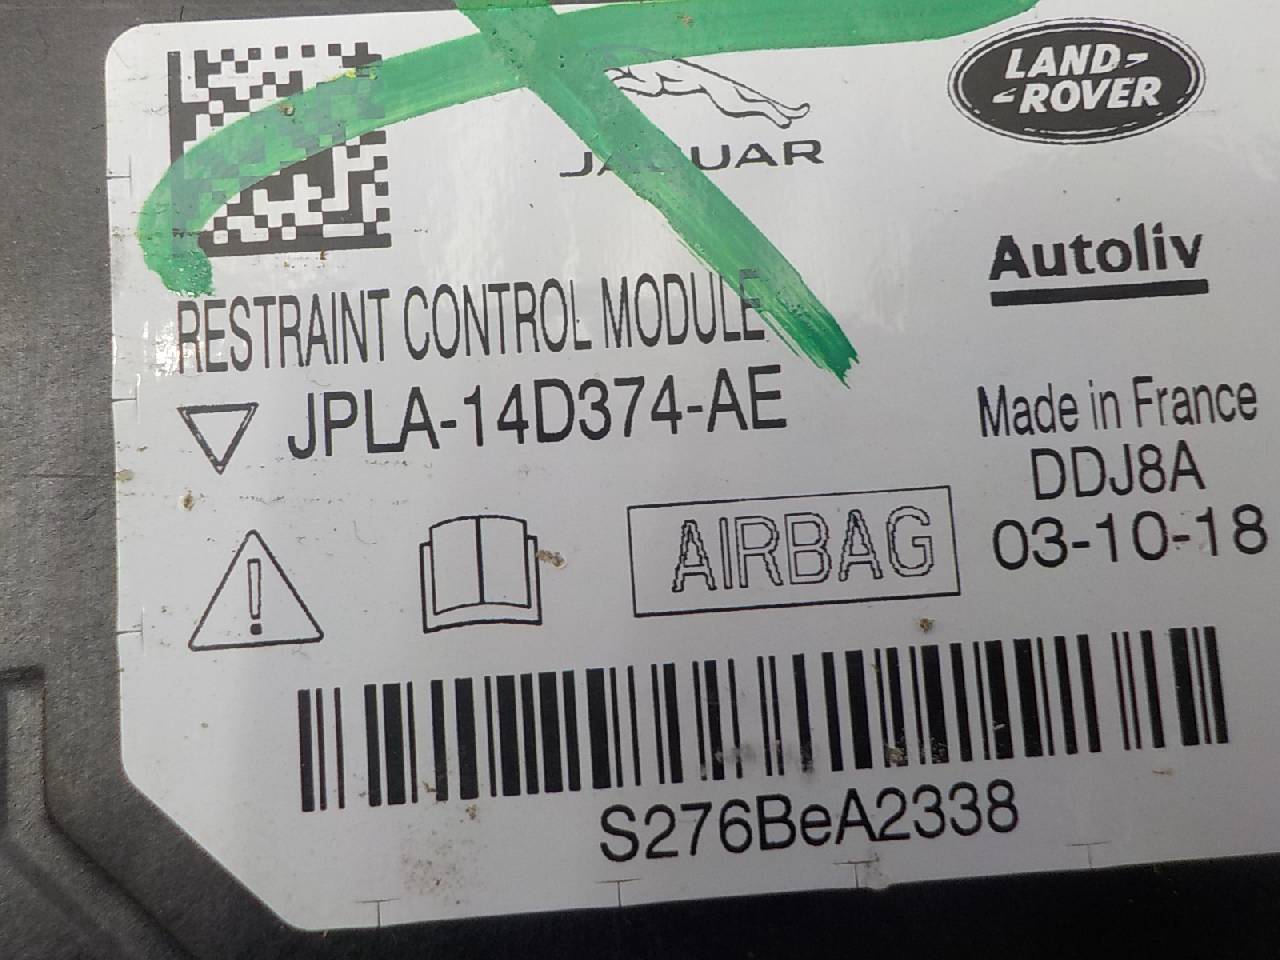 JAGUAR
LAND-
-ROVER
Autoliv
RESTRAINT CONTROL MODULE
JPLA-14D374-AE
Made in France
DDJ8A
03-10-18
AIRBAG
S276BeA2338